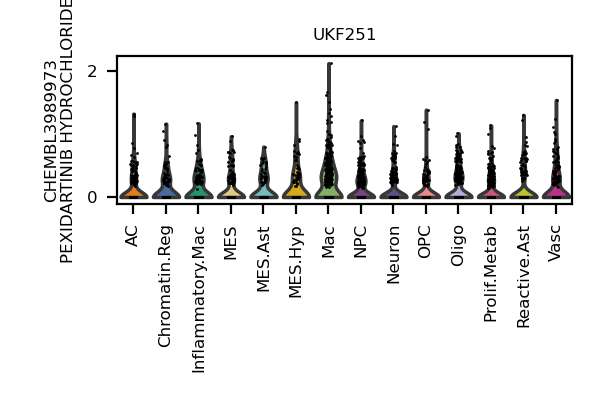 UKF251
CHEMBL3989973
PEXIDARTINIB HYDROCHLORIDE
2
0
AC
Chromatin.Reg
Inflammatory.Mac
MES
MES.Ast
MES.Hyp
Mac
NPC
Neuron
OPC
Oligo
Prolif.Metab
Reactive.Ast
Vasc